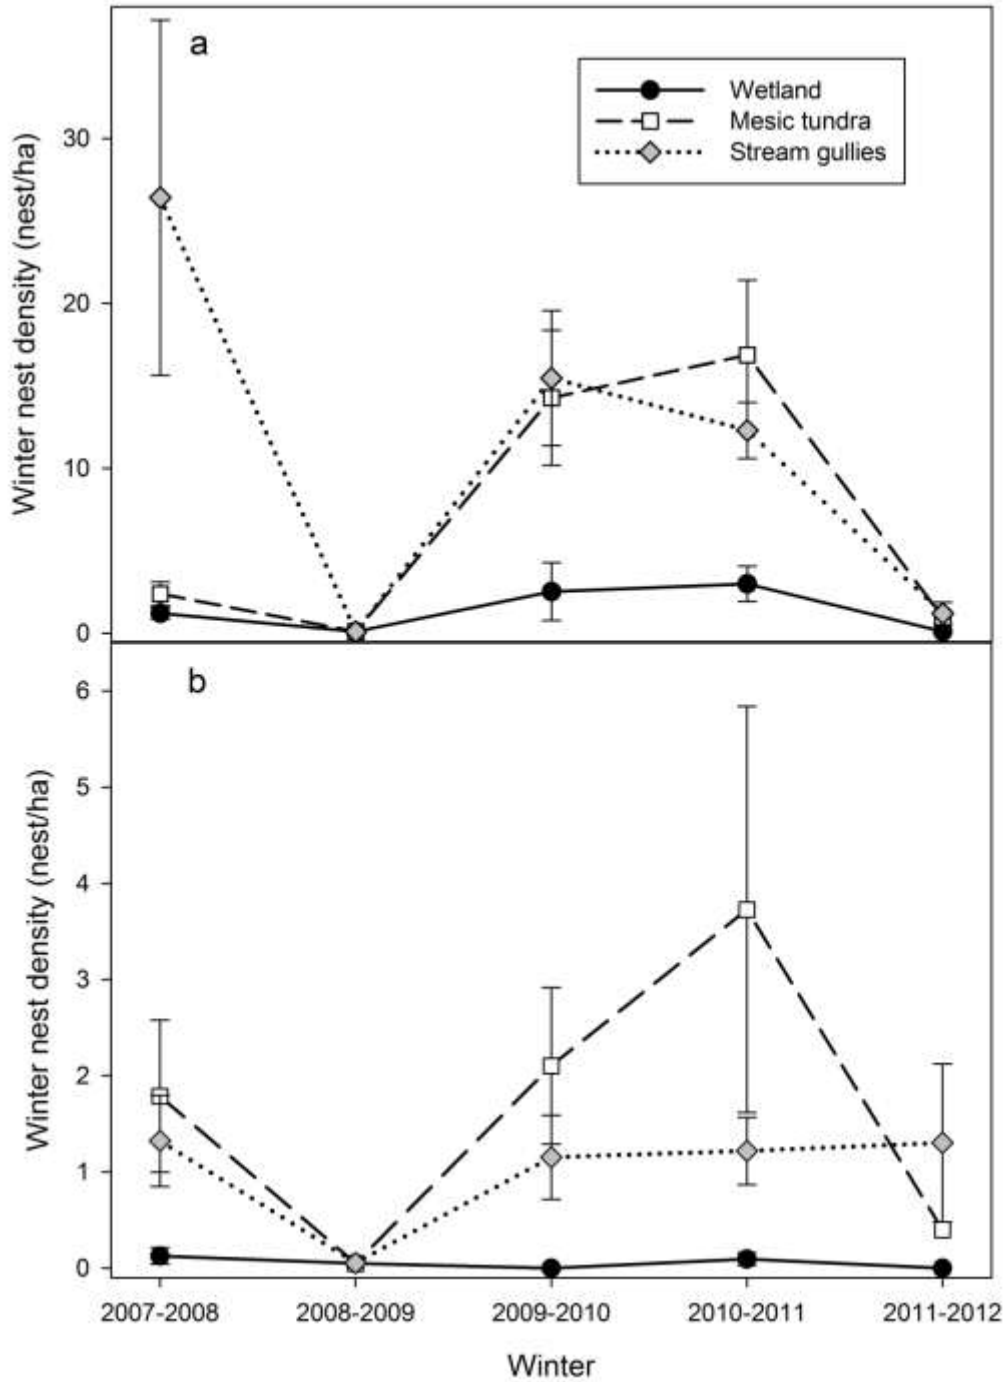 a
Wetland
Mesic tundra
Stream gullies
Winter nest density (nest/ha)
30
20
10
0
b
Winter nest density (nest/ha)
6
5
4
3
2
1
0
2007-2008 2008-2009 2009-2010 2010-2011 2011-2012
Winter